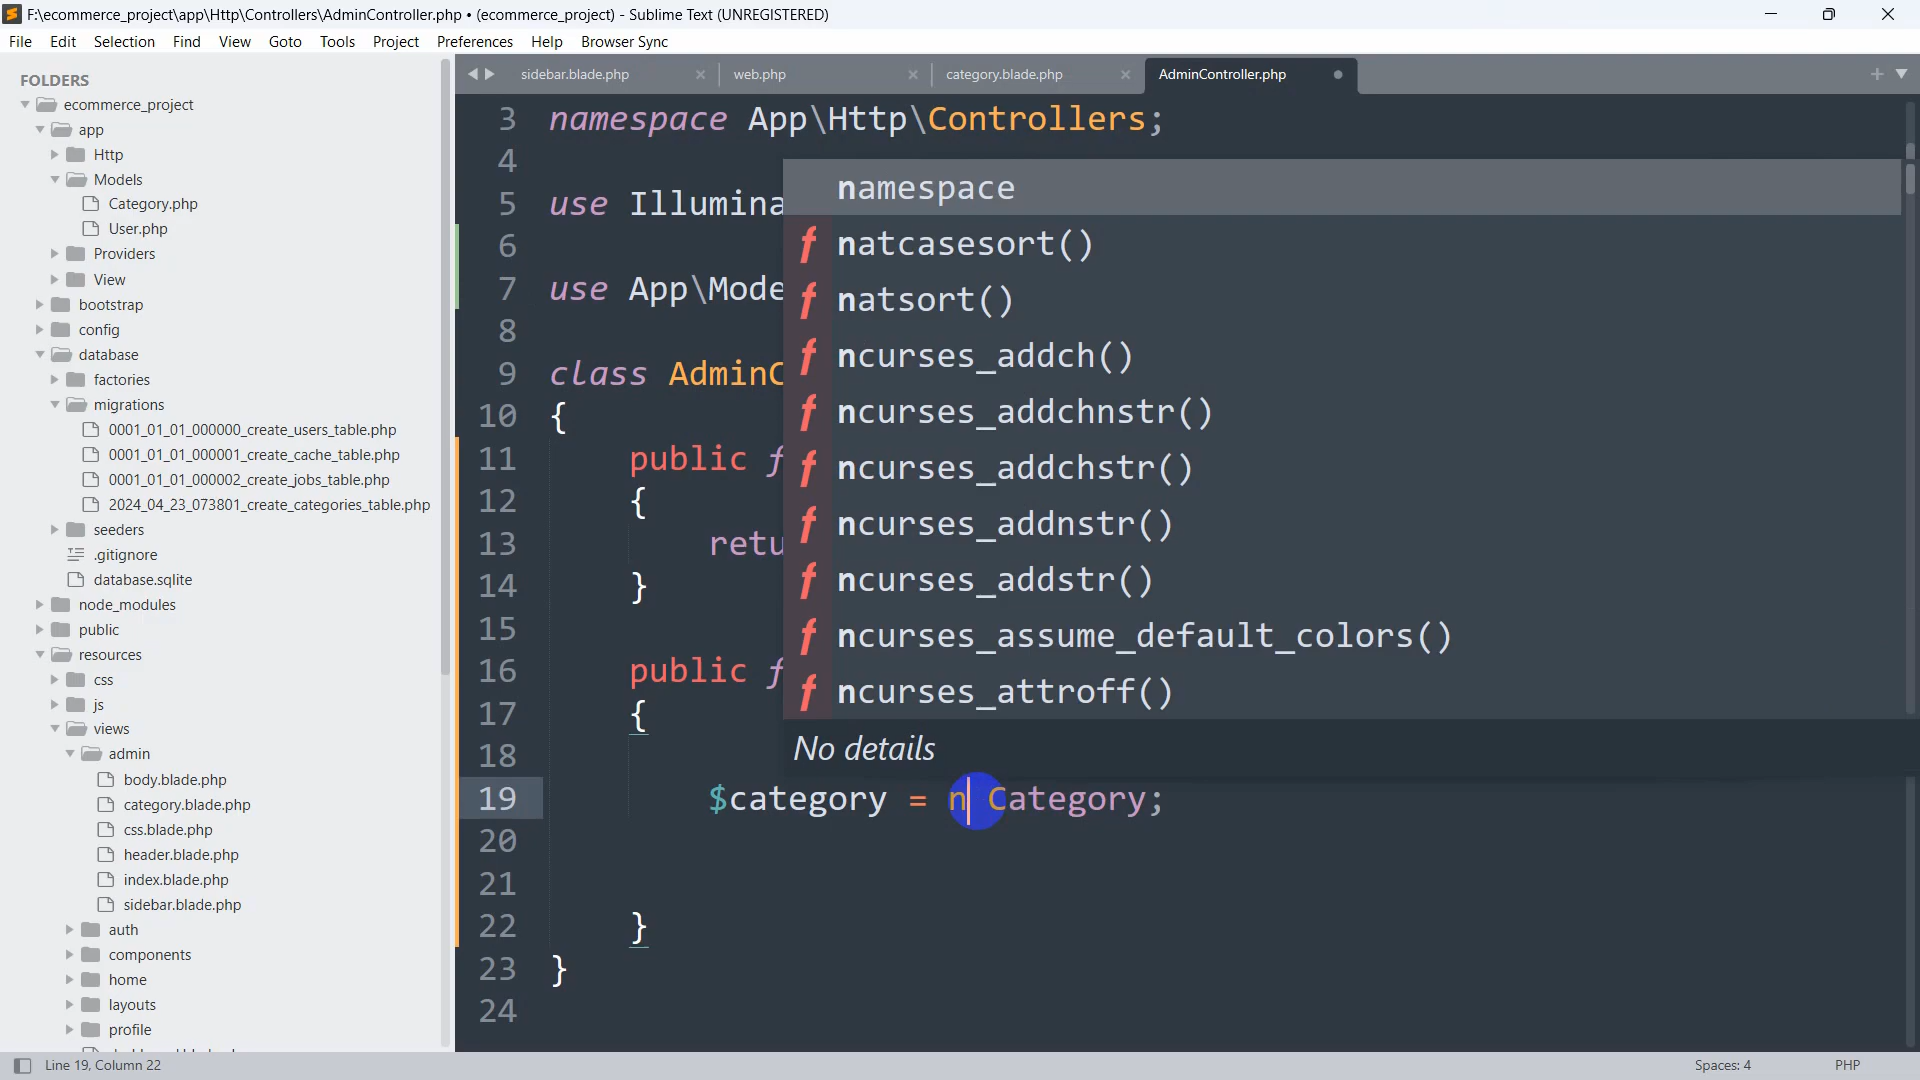 F:\ecommerce_project\app\Http\Controllers\AdminController.php • (ecommerce_project) - Sublime Text (UNREGISTERED)
File Edit Selection Find View Goto Tools Project Preferences Help Browser Sync
FOLDERS
ecommerce_project
app
Http
Models
Category.php
User.php
Providers
View
bootstrap
config
database
factories
migrations
0001_01_01_000000_create_users_table.php
0001_01_01_000001_create_cache_table.php
0001_01_01_000002_create_jobs_table.php
2024_04_23_073801_create_categories_table.php
seeders
.gitignore
database.sqlite
node_modules
public
resources
css
js
views
admin
body.blade.php
category.blade.php
css.blade.php
header.blade.php
index.blade.php
sidebar.blade.php
auth
components
home
layouts
profile
sidebar.blade.php web.php category.blade.php AdminController.php
3 namespace App\Http\Controllers;
4
5 use Illumina
6
7 use App\Mode
8
9 class AdminC
10 {
11 public f
12 {
13 retu
14 }
15
16 public f
17 {
18
19 $category = n Category;
20
21
22 }
23 }
24
namespace
f natcasesort()
f natsort()
f ncurses_addch()
f ncurses_addchnstr()
f ncurses_addchstr()
f ncurses_addnstr()
f ncurses_addstr()
f ncurses_assume_default_colors()
f ncurses_attroff()
No details
Line 19, Column 22 Spaces: 4 PHP